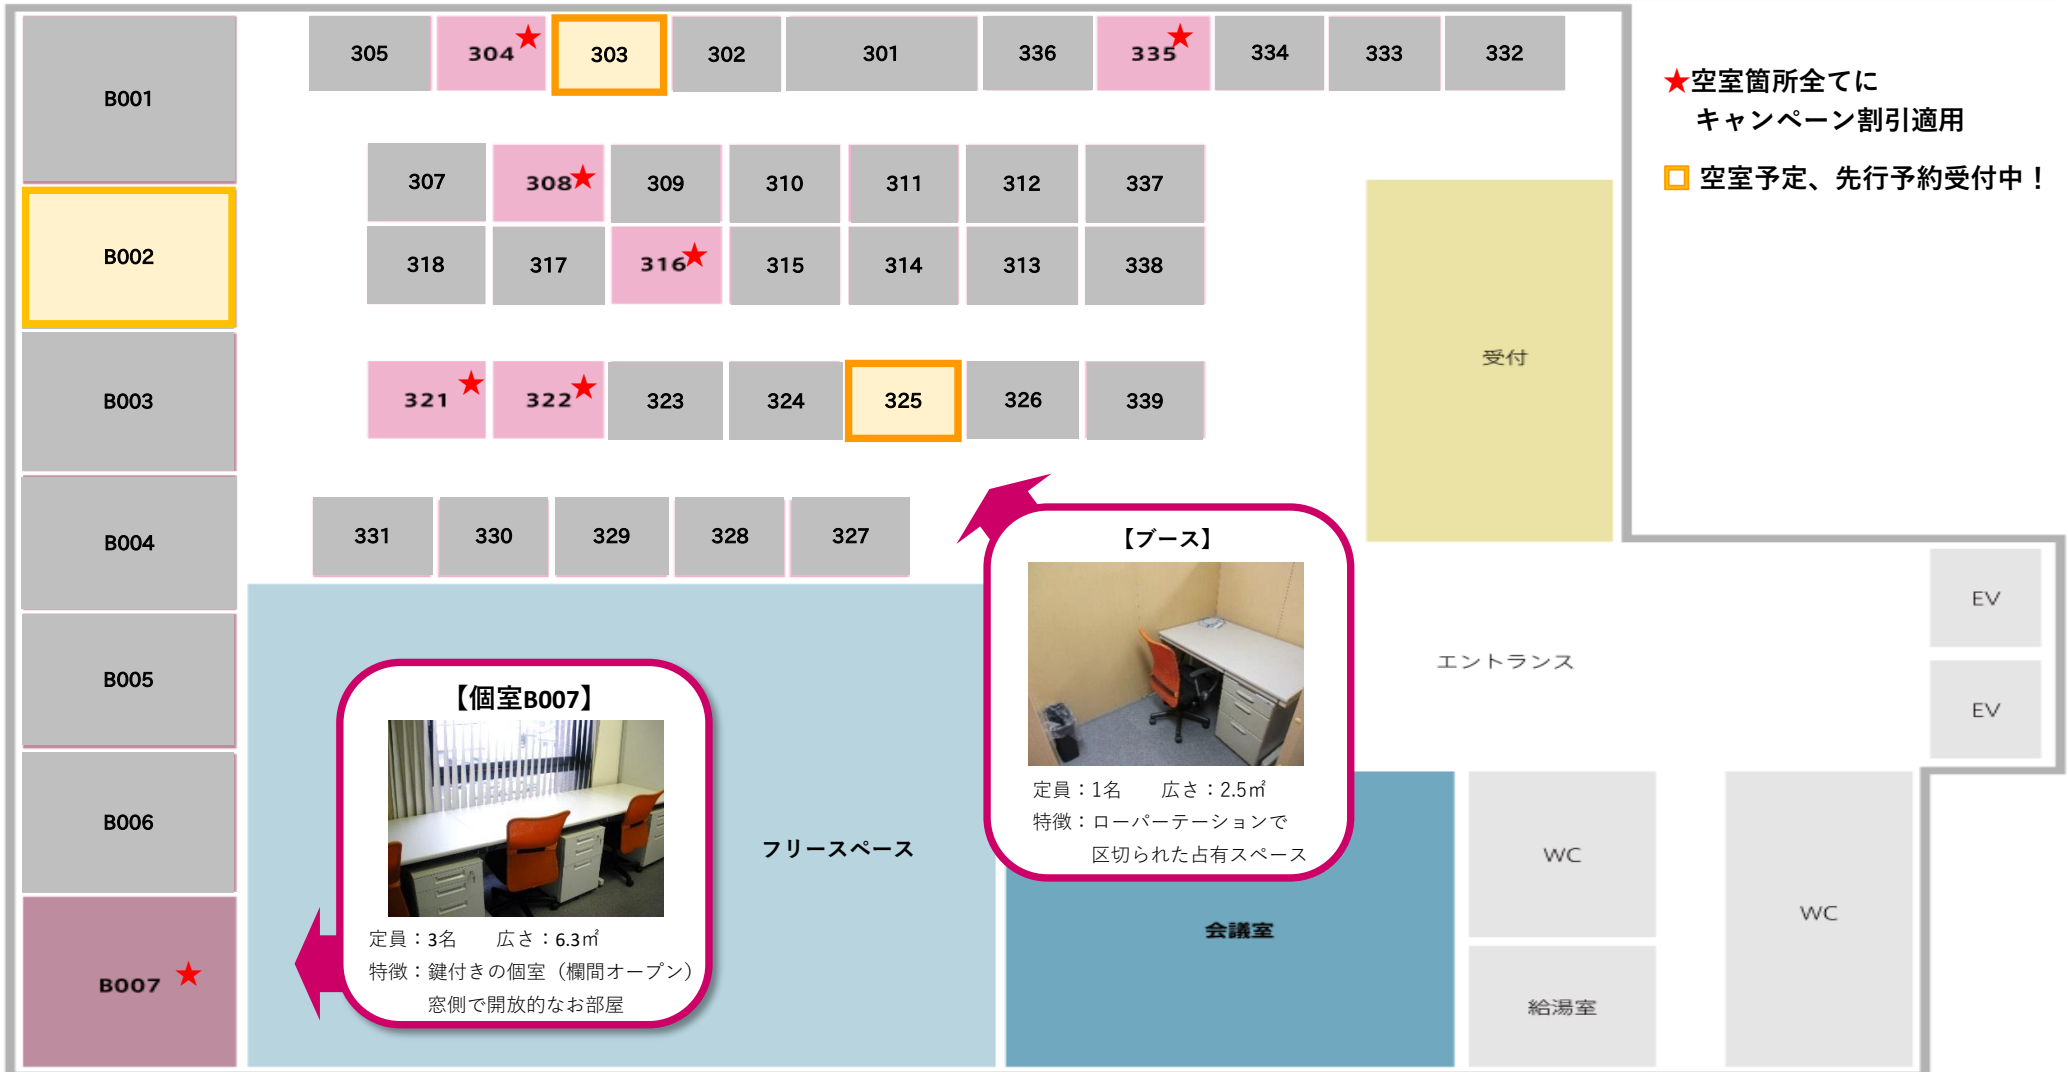 305 304★ 303 302 301 336 335★ 334 333 332
★空室箇所全てに
キャンペーン割引適用
空室予定、先行予約受付中！
B001
307 308★ 309 310 311 312 337
B002
318 317 316★ 315 314 313 338
受付
B003
321★ 322★ 323 324 325 326 339
B004
331 330 329 328 327
【ブース】
定員：1名 広さ：2.5㎡
特徴：ローパーテーションで
区切られた占有スペース
EV
エントランス
EV
B005
【個室B007】
定員：3名 広さ：6.3㎡
特徴：鍵付きの個室（欄間オープン）
窓側で開放的なお部屋
B006
フリースペース
WC
WC
会議室
B007 ★
給湯室